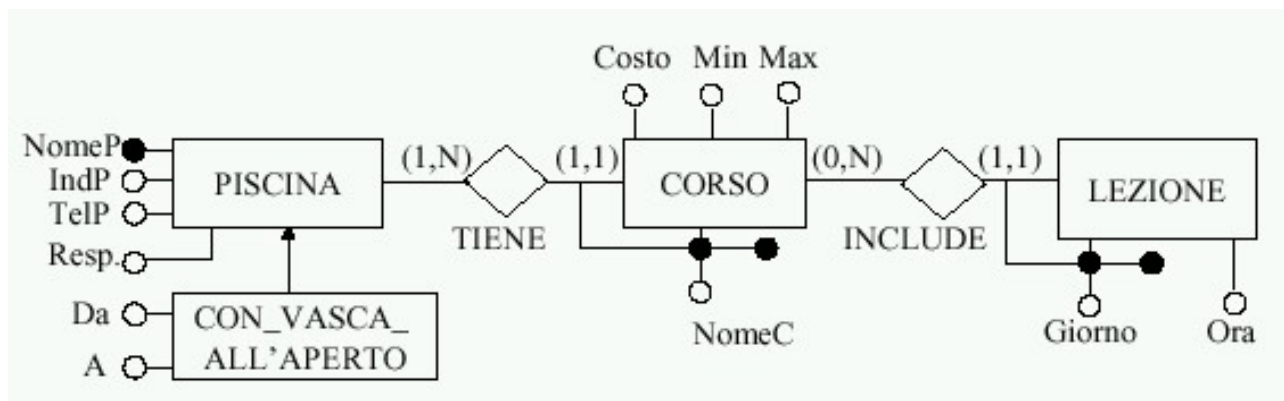 Costo Min Max
NomeP
IndP
TelP
Resp.
PISCINA
(1,N)
TIENE
(1,1)
CORSO
NomeC
(0,N)
INCLUDE
(1,1)
LEZIONE
Giorno
Ora
Da
A
CON_VASCA_
ALL'APERTO